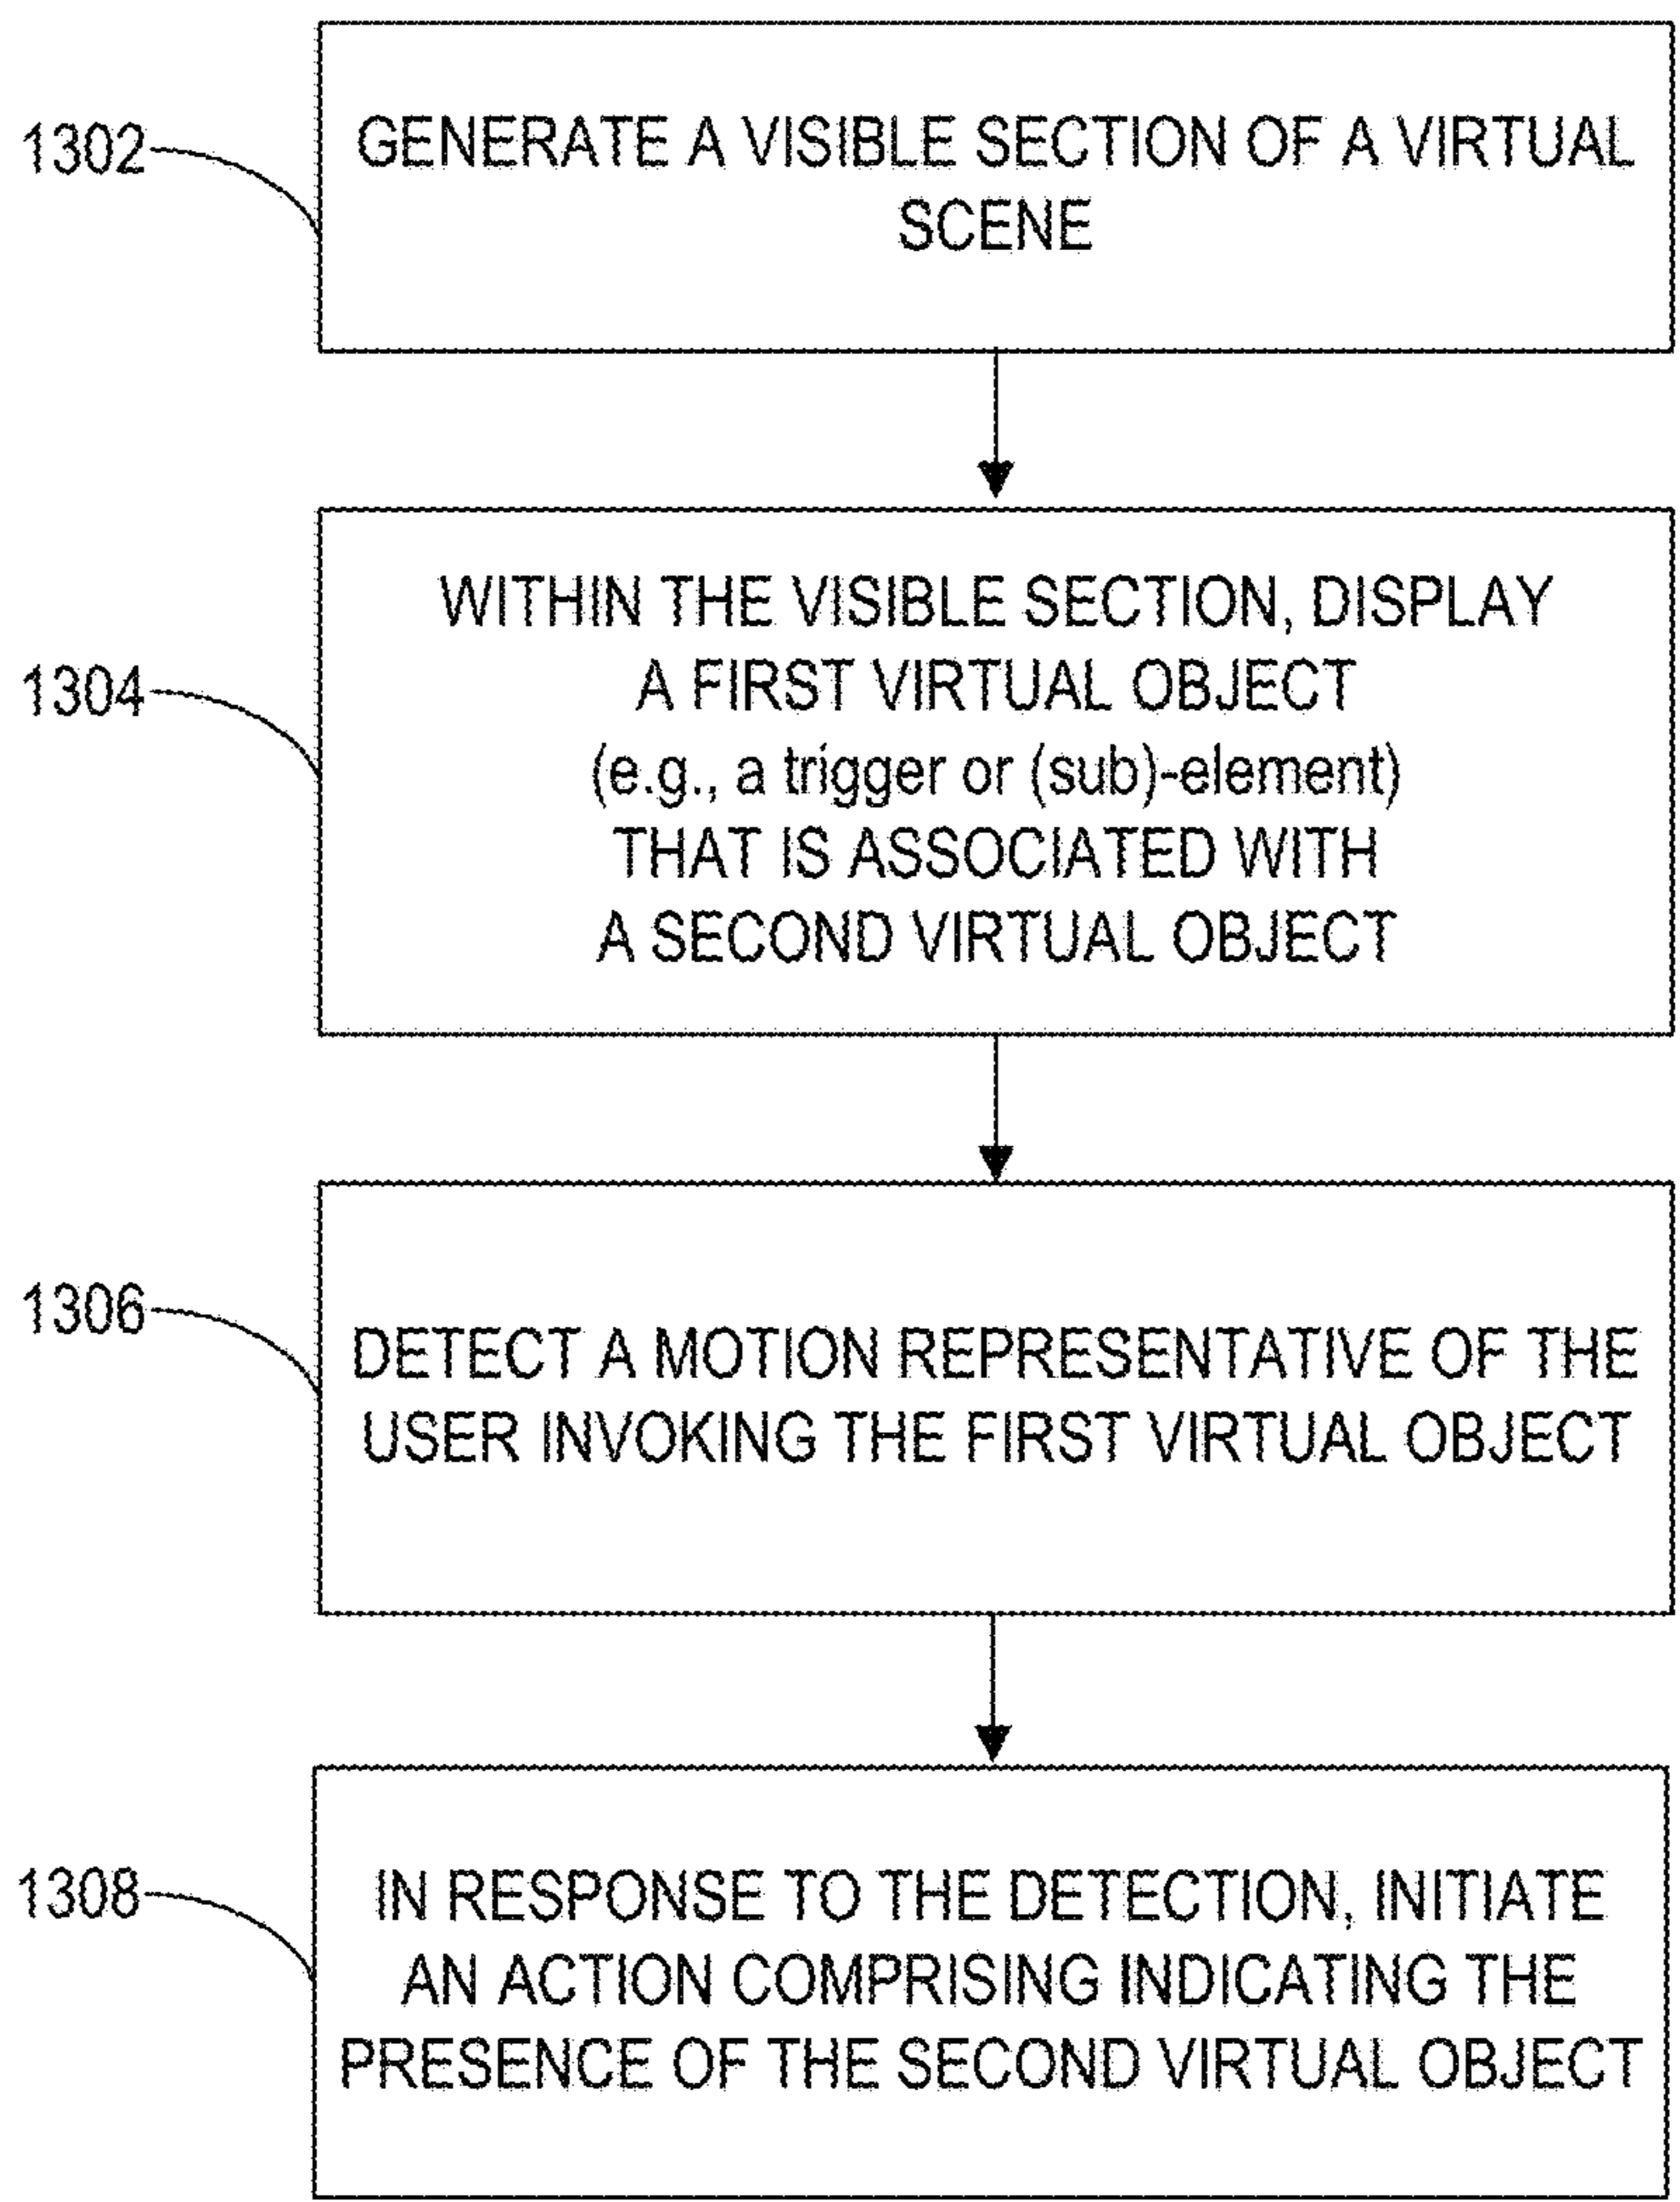 1302
GENERATE A VISIBLE SECTION OF A VIRTUAL
SCENE
1304
WITHIN THE VISIBLE SECTION, DISPLAY
A FIRST VIRTUAL OBJECT
(e.g., a trigger or (sub)-element)
THAT IS ASSOCIATED WITH
A SECOND VIRTUAL OBJECT
1306
DETECT A MOTION REPRESENTATIVE OF THE
USER INVOKING THE FIRST VIRTUAL OBJECT
1308
IN RESPONSE TO THE DETECTION, INITIATE
AN ACTION COMPRISING INDICATING THE
PRESENCE OF THE SECOND VIRTUAL OBJECT